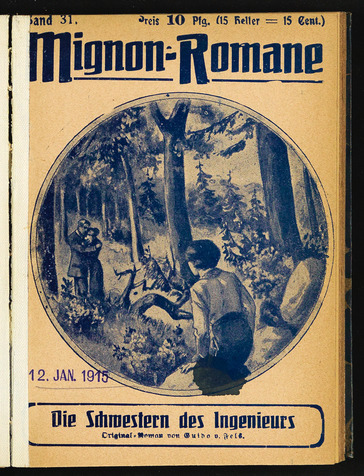 Band 31.
Preis 10 Pfg. (15 Heller = 15 Cent.)
Mignon-Romane
12. JAN. 1915
Die Schwestern des Ingenieurs
Original-Roman von Guido v. Fels.